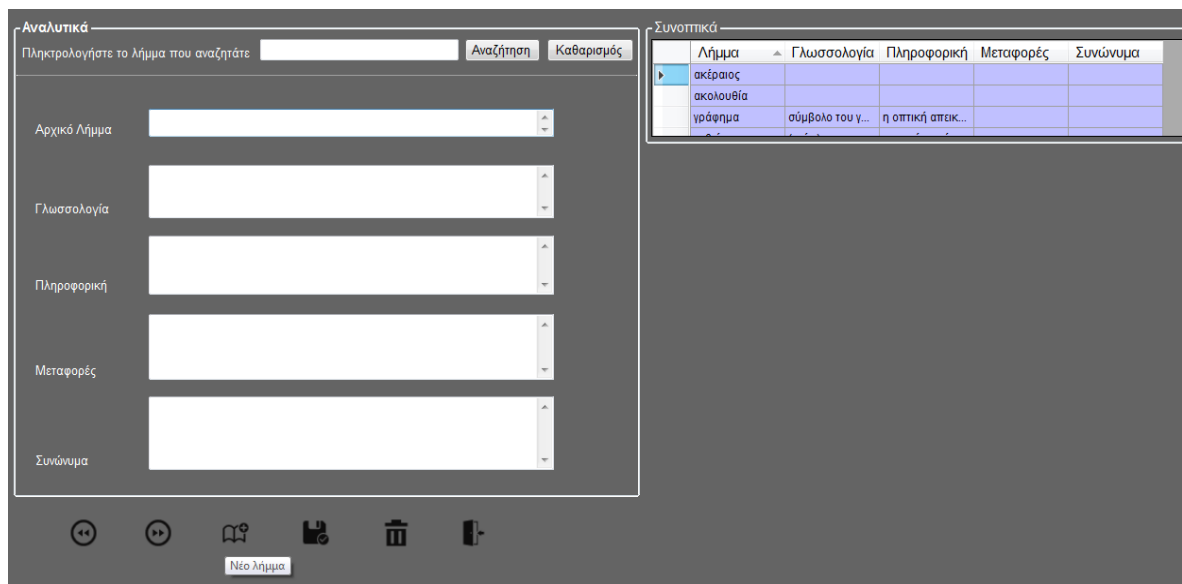 Αναλυτικά
Πληκτρολογήστε το λήμμα που αναζητάτε Αναζήτηση Καθαρισμός
Αρχικό Λήμμα
Γλωσσολογία
Πληροφορική
Μεταφορές
Συνώνυμα
Νέο λήμμα
Συνοπτικά
Λήμμα Γλωσσολογία Πληροφορική Μεταφορές Συνώνυμα
ακέραιος
ακολουθία
γράφημα σύμβολο του γ... η οπτική απεικ...